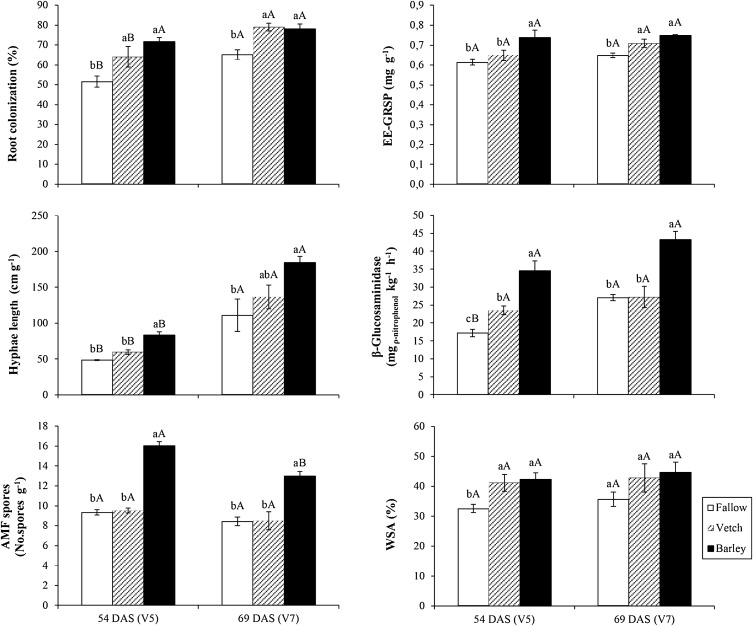 Root colonization (%)
90
80
70
60
50
40
30
20
10
0
bB
aB
aA
bA
aA
aA
EE-GRSP (mg g-1)
0,9
0,8
0,7
0,6
0,5
0,4
0,3
0,2
0,1
0,0
bA
bA
aA
bA
aA
aA
Hyphae length (cm g-1)
250
200
150
100
50
0
bB
bB
aB
bA
abA
aA
β-Glucosaminidase
(mg p-nitrophenol kg-1 h-1)
50
45
40
35
30
25
20
15
10
5
0
cB
bA
aA
bA
bA
aA
AMF spores
(No.spores g-1)
18
16
14
12
10
8
6
4
2
0
bA
bA
aA
bA
bA
aB
54 DAS (V5)
69 DAS (V7)
WSA (%)
60
50
40
30
20
10
0
bA
aA
aA
aA
aA
aA
54 DAS (V5)
69 DAS (V7)
Fallow
Vetch
Barley